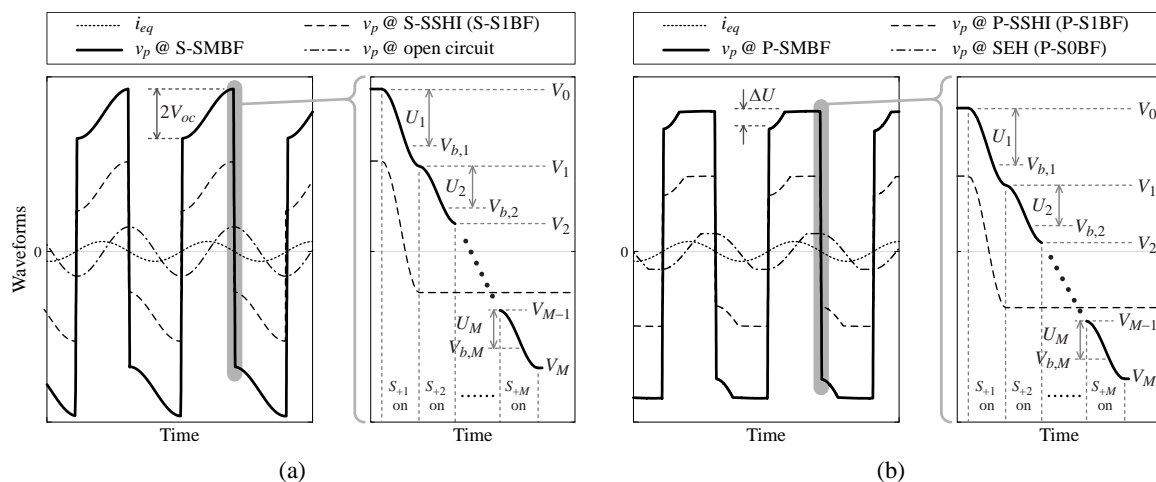 i_eq
v_p @ S-SSHI (S-S1BF)
v_p @ S-SMBF
v_p @ open circuit
Waveforms
0
2V_oc
V_0
U_1
V_b,1
V_1
U_2
V_b,2
V_2
V_M−1
U_M
V_b,M
V_M
S_+1 on
S_+2 on
S_+M on
Time
Time
(a)
i_eq
v_p @ P-SSHI (P-S1BF)
v_p @ P-SMBF
v_p @ SEH (P-S0BF)
0
ΔU
V_0
U_1
V_b,1
V_1
U_2
V_b,2
V_2
V_M−1
U_M
V_b,M
V_M
S_+1 on
S_+2 on
S_+M on
Time
Time
(b)